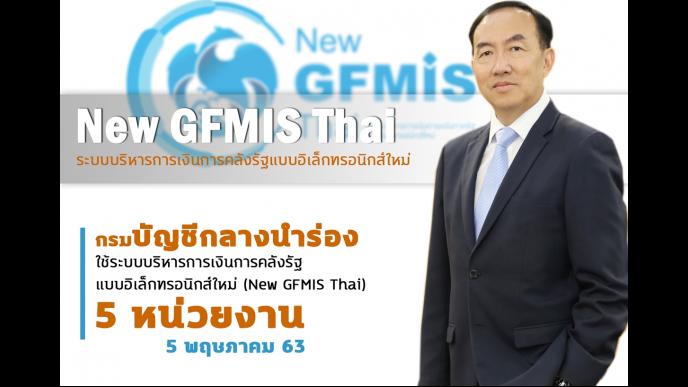 New
GFMIS
New GFMIS Thai
ระบบบริหารการเงินการคลังรัฐแบบอิเล็กทรอนิกส์ใหม่
กรมบัญชีกลางนำร่อง
ใช้ระบบบริหารการเงินการคลังรัฐ
แบบอิเล็กทรอนิกส์ใหม่ (New GFMIS Thai)
5 หน่วยงาน
5 พฤษภาคม 63